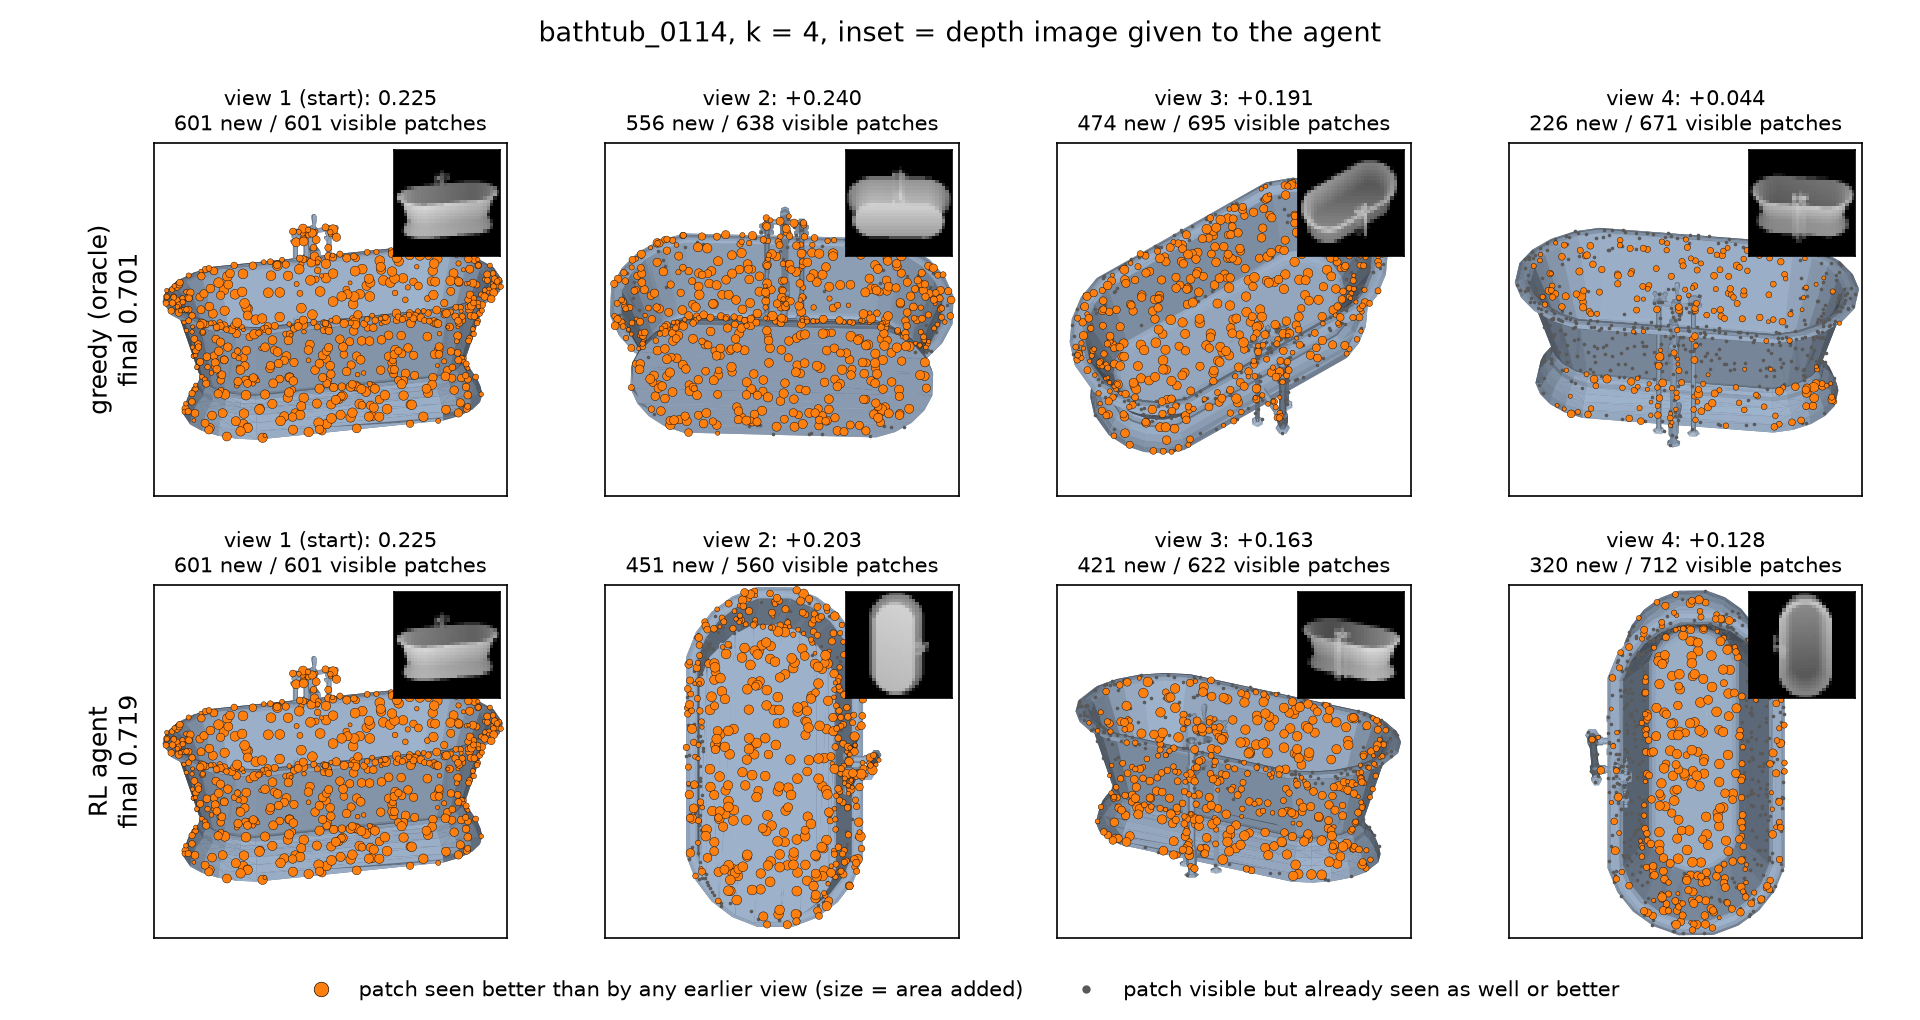 bathtub_0114, k = 4, inset = depth image given to the agent
view 1 (start): 0.225
601 new / 601 visible patches
view 2: +0.240
556 new / 638 visible patches
view 3: +0.191
474 new / 695 visible patches
view 4: +0.044
226 new / 671 visible patches
greedy (oracle)
final 0.701
view 1 (start): 0.225
601 new / 601 visible patches
view 2: +0.203
451 new / 560 visible patches
view 3: +0.163
421 new / 622 visible patches
view 4: +0.128
320 new / 712 visible patches
RL agent
final 0.719
patch seen better than by any earlier view (size = area added)
patch visible but already seen as well or better